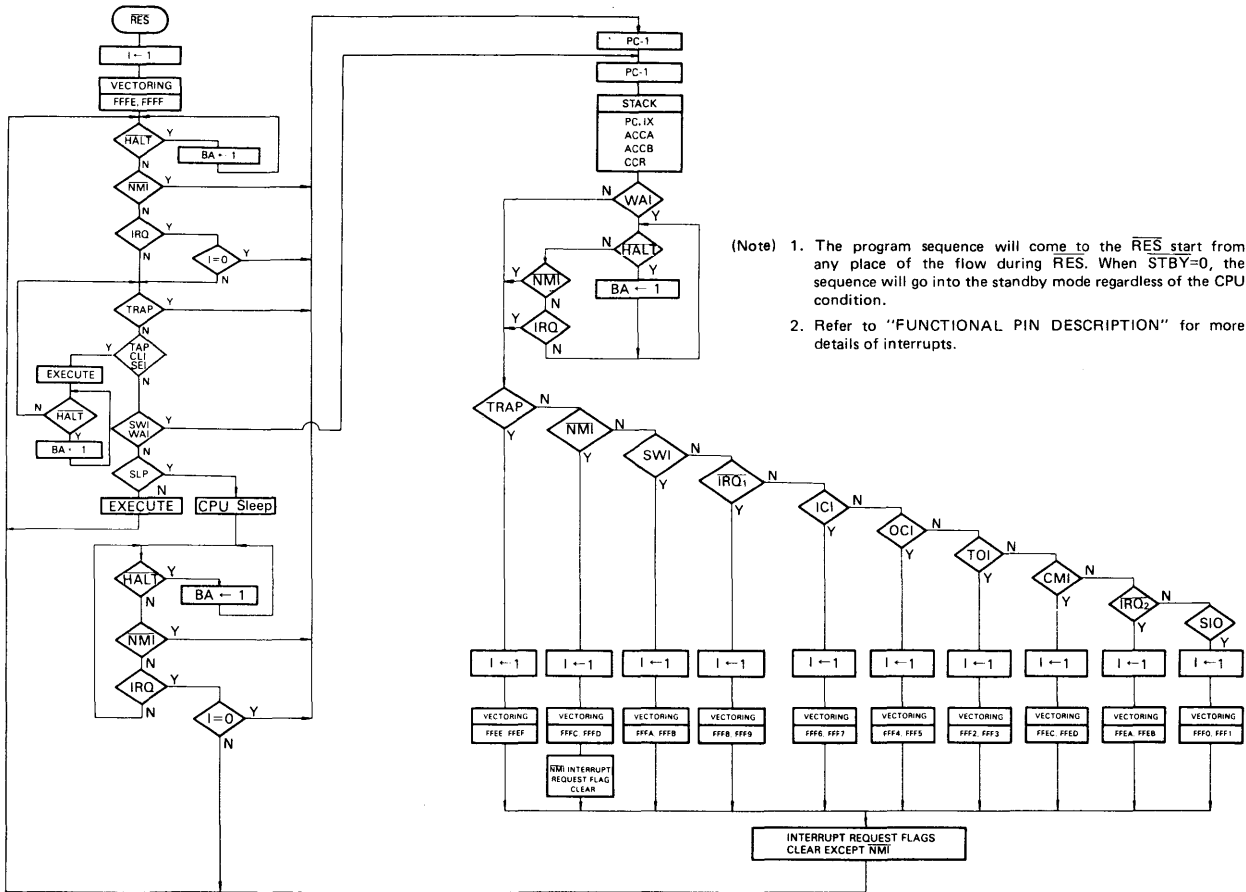 RES
I ← 1
VECTORING
FFFE, FFFF
HALT
Y
BA ← 1
N
NMI
Y
N
IRQ
Y
I=0
Y
N
N
TRAP
Y
N
Y
TAP
CLI
SEI
N
EXECUTE
N
HALT
Y
BA ← 1
SWI
WAI
Y
N
SLP
Y
N
EXECUTE
CPU Sleep
HALT
Y
BA ← 1
N
NMI
Y
N
IRQ
Y
N
I=0
Y
N
PC-1
PC-1
STACK
PC, IX
ACCA
ACCB
CCR
N
WAI
Y
N
HALT
Y
BA ← 1
Y
NMI
N
Y
IRQ
N
(Note) 1. The program sequence will come to the RES start from
any place of the flow during RES. When STBY=0, the
sequence will go into the standby mode regardless of the CPU
condition.
2. Refer to "FUNCTIONAL PIN DESCRIPTION" for more
details of interrupts.
TRAP N
Y
NMI N
Y
SWI N
Y
IRQ1 N
Y
ICI N
Y
OCI N
Y
TOI N
Y
CMI N
Y
IRQ2 N
Y
SIO
Y
I ←1 I ←1 I ←1 I ←1 I ←1 I ←1 I ←1 I ←1 I ←1 I ←1
VECTORING VECTORING VECTORING VECTORING VECTORING VECTORING VECTORING VECTORING VECTORING VECTORING
FFEE, FFEF FFFC, FFFD FFFA, FFFB FFF8, FFF9 FFF6, FFF7 FFF4, FFF5 FFF2, FFF3 FFEC, FFED FFEA, FFEB FFF0, FFF1
NMI INTERRUPT
REQUEST FLAG
CLEAR
INTERRUPT REQUEST FLAGS
CLEAR EXCEPT NMI